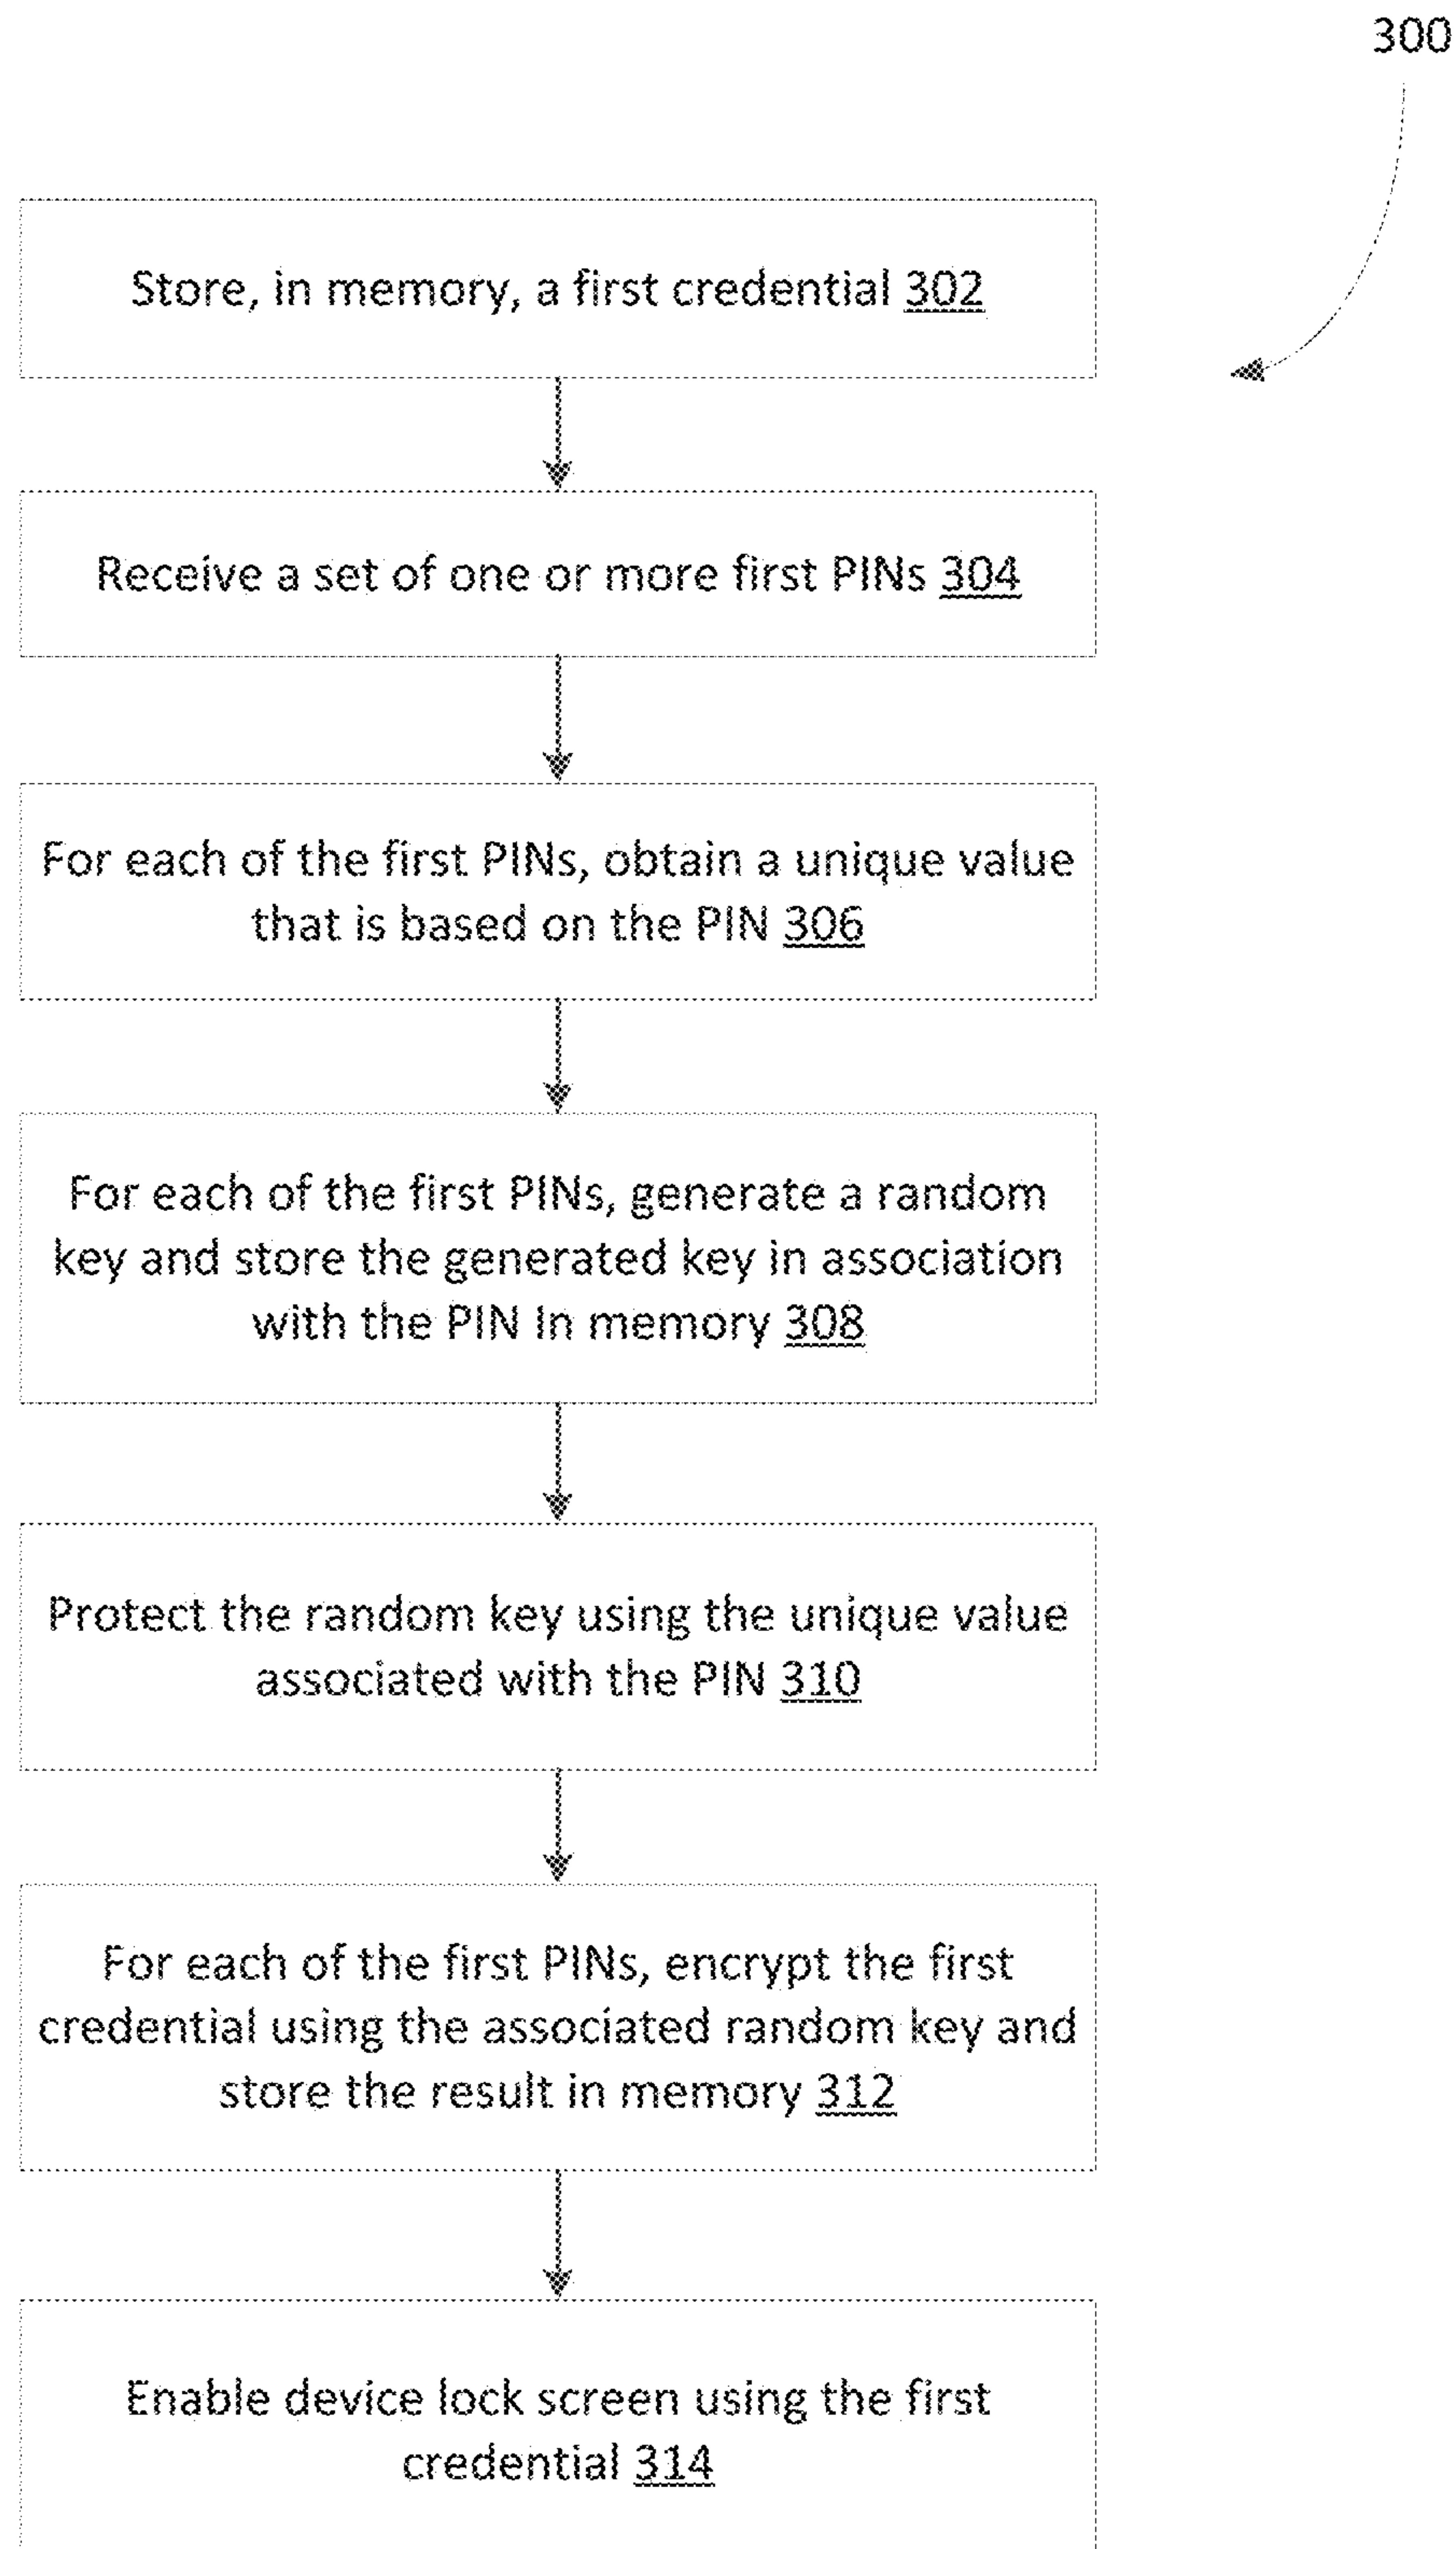 300
Store, in memory, a first credential 302
Receive a set of one or more first PINs 304
For each of the first PINs, obtain a unique value
that is based on the PIN 306
For each of the first PINs, generate a random
key and store the generated key in association
with the PIN In memory 308
Protect the random key using the unique value
associated with the PIN 310
For each of the first PINs, encrypt the first
credential using the associated random key and
store the result in memory 312
Enable device lock screen using the first
credential 314